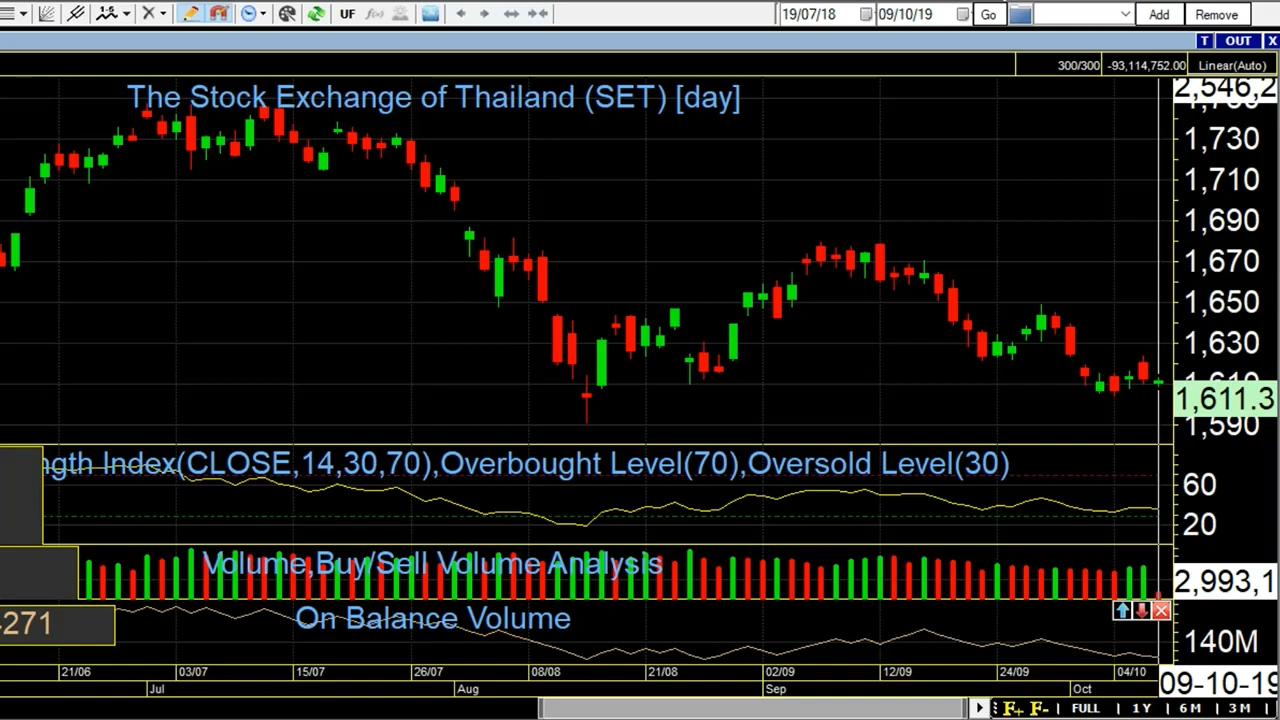 UF f(x) 19/07/18 09/10/19 Go Add Remove
T OUT X
300/300 -93,114,752.00 Linear(Auto)
The Stock Exchange of Thailand (SET) [day]
2,546,2
1,730
1,710
1,690
1,670
1,650
1,630
1,611.3
1,590
ngth Index(CLOSE,14,30,70),Overbought Level(70),Oversold Level(30)
60
20
Volume,Buy/Sell Volume Analysis
2,993,1
271 On Balance Volume
140M
21/06 03/07 15/07 26/07 08/08 21/08 02/09 12/09 24/09 04/10
Jul Aug Sep Oct 09-10-19
F+ F- FULL 1Y 6M 3M